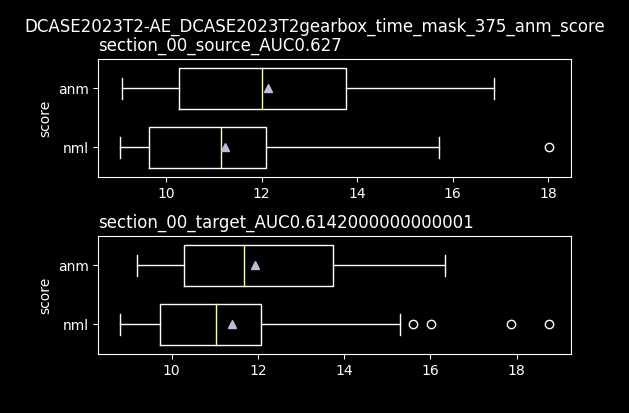 DCASE2023T2-AE_DCASE2023T2gearbox_time_mask_375_anm_score
section_00_source_AUC0.627
anm
score
nml
10 12 14 16 18
section_00_target_AUC0.6142000000000001
anm
score
nml
10 12 14 16 18